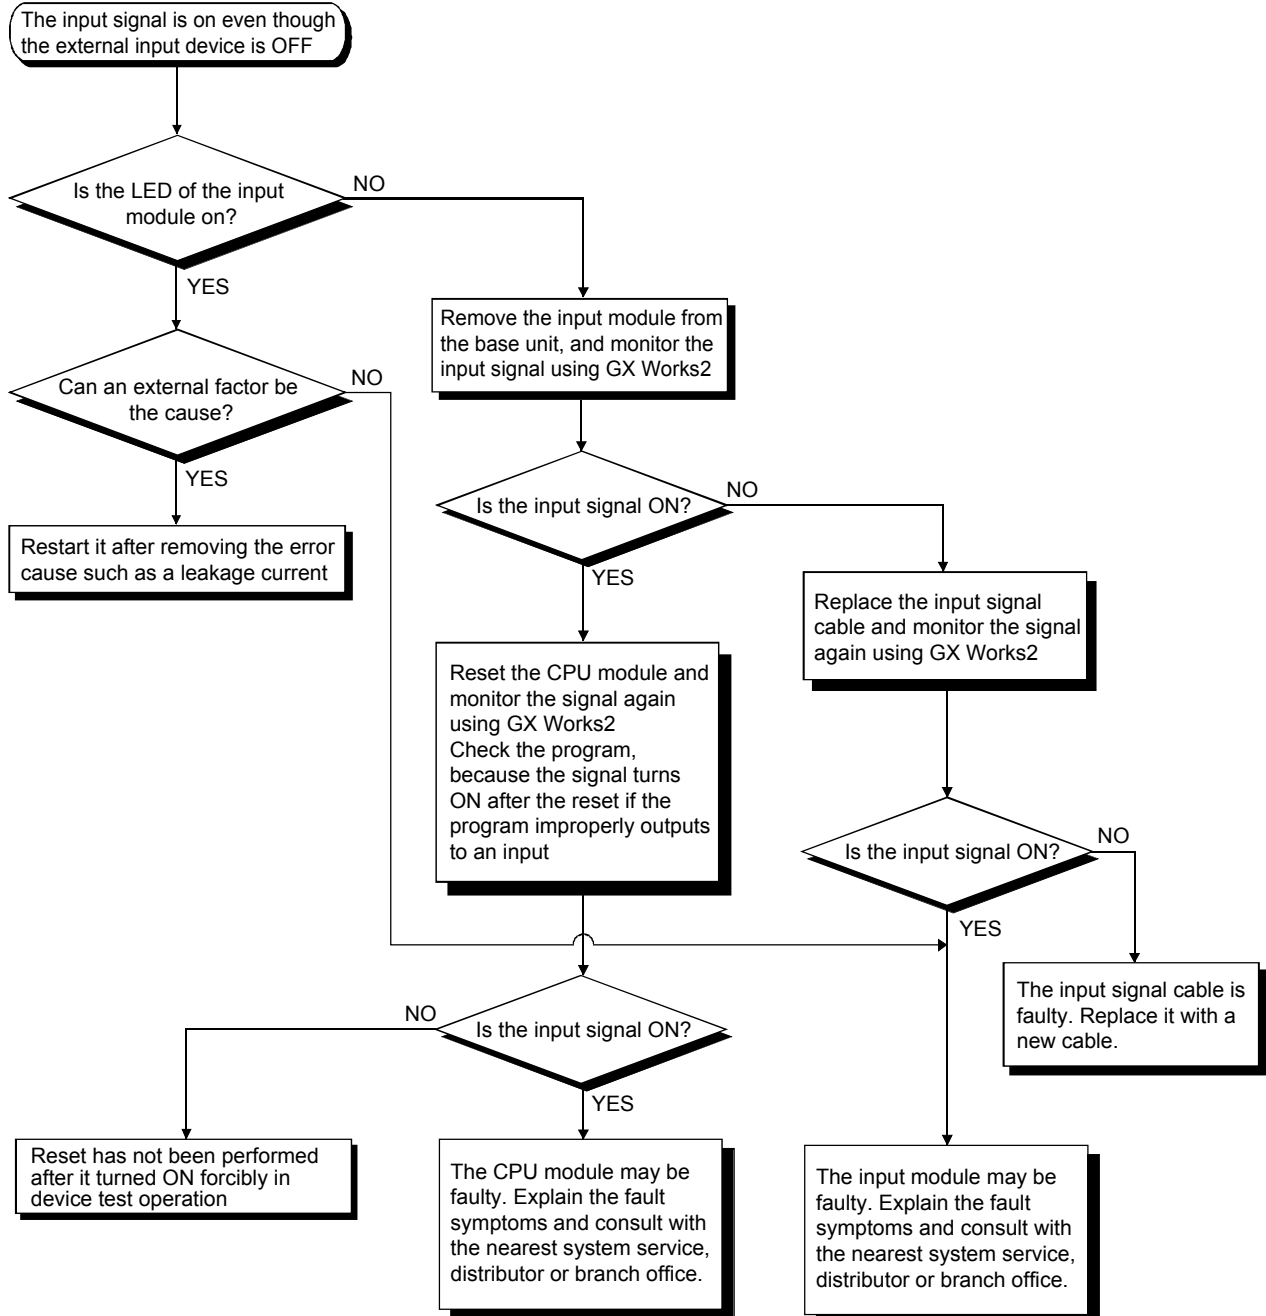 The input signal is on even though
the external input device is OFF
Is the LED of the input
module on?
NO
YES
Can an external factor be
the cause?
NO
YES
Restart it after removing the error
cause such as a leakage current
Remove the input module from
the base unit, and monitor the
input signal using GX Works2
Is the input signal ON?
NO
YES
Reset the CPU module and
monitor the signal again
using GX Works2
Check the program,
because the signal turns
ON after the reset if the
program improperly outputs
to an input
Replace the input signal
cable and monitor the signal
again using GX Works2
Is the input signal ON?
NO
YES
The input signal cable is
faulty. Replace it with a
new cable.
NO
Is the input signal ON?
YES
Reset has not been performed
after it turned ON forcibly in
device test operation
The CPU module may be
faulty. Explain the fault
symptoms and consult with
the nearest system service,
distributor or branch office.
The input module may be
faulty. Explain the fault
symptoms and consult with
the nearest system service,
distributor or branch office.